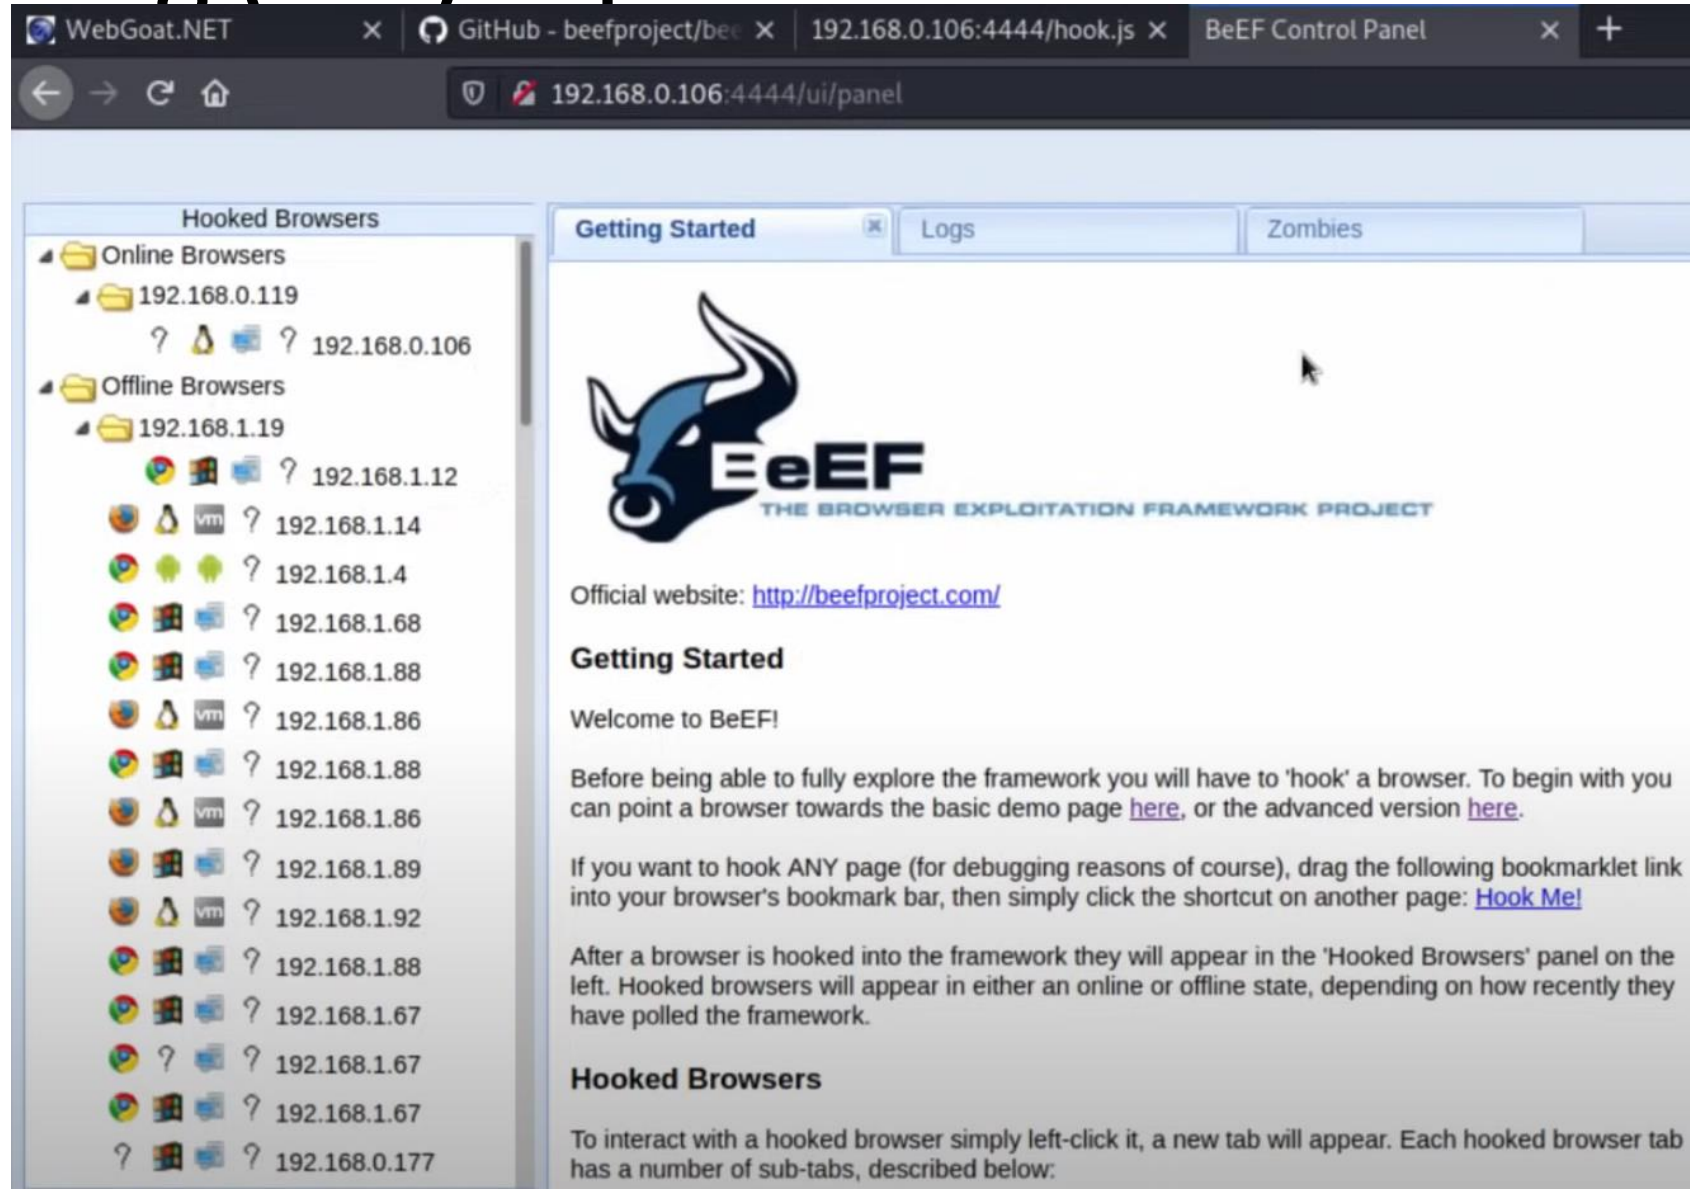 WebGoat.NET
GitHub - beefproject/bee
192.168.0.106:4444/hook.js
BeEF Control Panel
192.168.0.106:4444/ui/panel
Hooked Browsers
Online Browsers
192.168.0.119
? ? 192.168.0.106
Offline Browsers
192.168.1.19
? 192.168.1.12
vm ? 192.168.1.14
? 192.168.1.4
? 192.168.1.68
? 192.168.1.88
vm ? 192.168.1.86
? 192.168.1.88
vm ? 192.168.1.86
? 192.168.1.89
vm ? 192.168.1.92
? 192.168.1.88
? 192.168.1.67
? ? 192.168.1.67
? 192.168.1.67
? ? 192.168.0.177
Getting Started
Logs
Zombies
BeEF
THE BROWSER EXPLOITATION FRAMEWORK PROJECT
Official website: http://beefproject.com/
Getting Started
Welcome to BeEF!
Before being able to fully explore the framework you will have to 'hook' a browser. To begin with you
can point a browser towards the basic demo page here, or the advanced version here.
If you want to hook ANY page (for debugging reasons of course), drag the following bookmarklet link
into your browser's bookmark bar, then simply click the shortcut on another page: Hook Me!
After a browser is hooked into the framework they will appear in the 'Hooked Browsers' panel on the
left. Hooked browsers will appear in either an online or offline state, depending on how recently they
have polled the framework.
Hooked Browsers
To interact with a hooked browser simply left-click it, a new tab will appear. Each hooked browser tab
has a number of sub-tabs, described below: